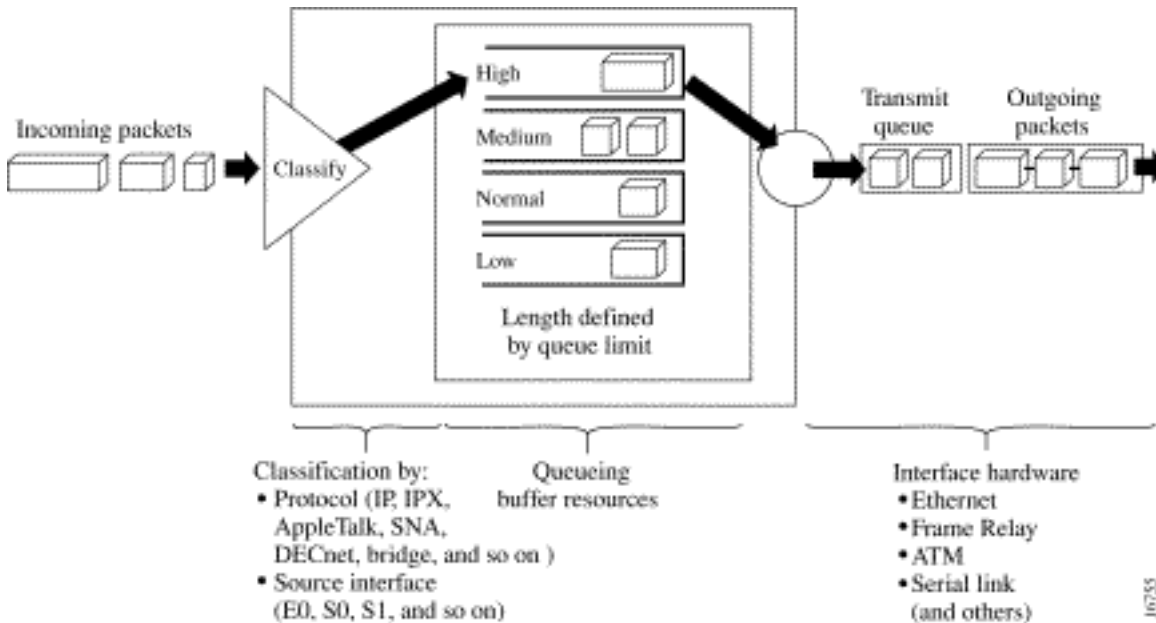 Incoming packets
Classify
High
Medium
Normal
Low
Length defined
by queue limit
Transmit
queue
Outgoing
packets
Classification by:
• Protocol (IP, IPX,
AppleTalk, SNA,
DECnet, bridge, and so on )
• Source interface
(E0, S0, S1, and so on)
Queueing
buffer resources
Interface hardware
• Ethernet
• Frame Relay
• ATM
• Serial link
(and others)
16755